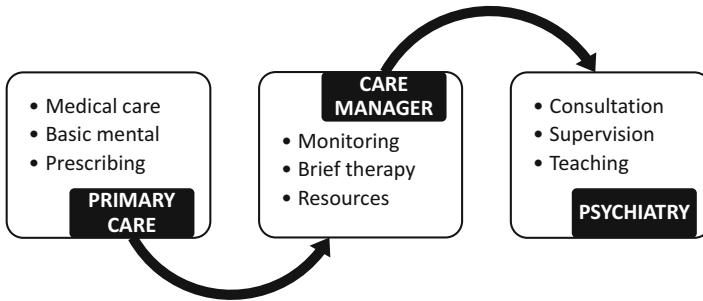 • Medical care
• Basic mental
• Prescribing
PRIMARY
CARE
CARE
MANAGER
• Monitoring
• Brief therapy
• Resources
• Consultation
• Supervision
• Teaching
PSYCHIATRY